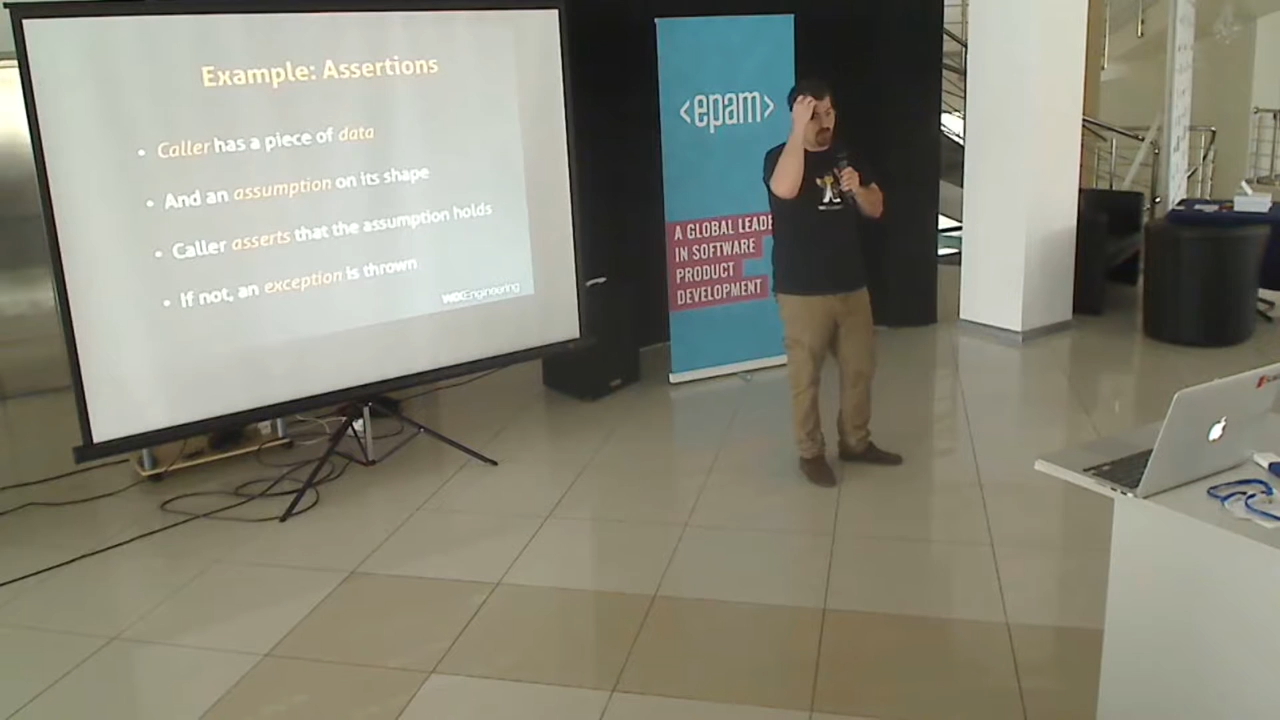 Example: Assertions
• Caller has a piece of data
• And an assumption on its shape
• Caller asserts that the assumption holds
• If not, an exception is thrown
WIXEngineering
<epam>
A GLOBAL LEADE
IN SOFTWARE
PRODUCT
DEVELOPMENT